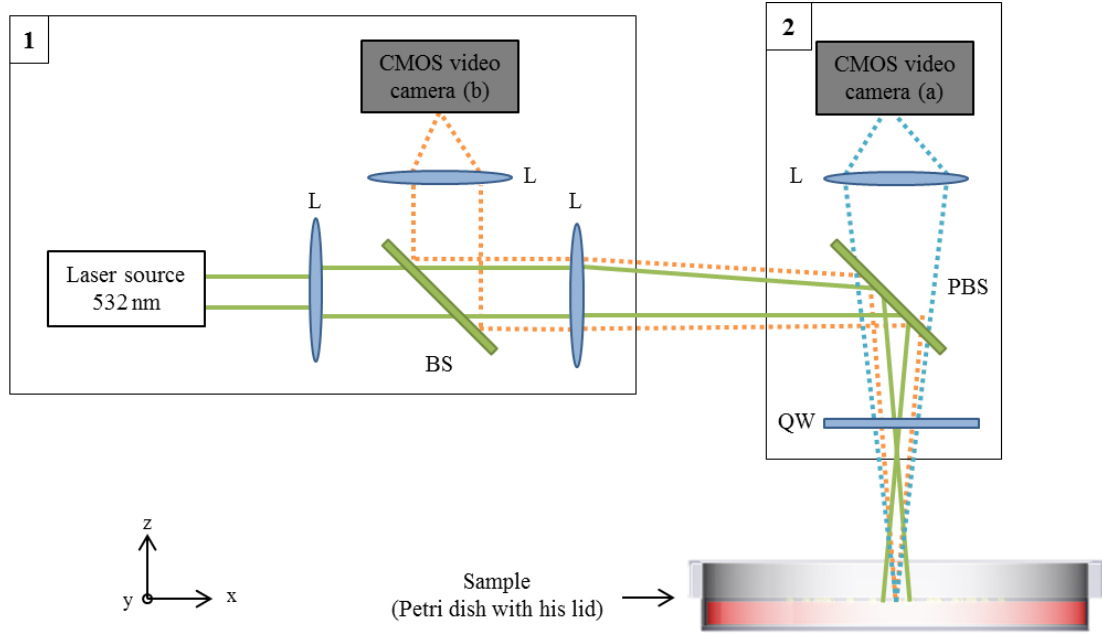 1
CMOS video
camera (b)
L
L
L
Laser source
532 nm
BS
2
CMOS video
camera (a)
L
PBS
QW
z
y
x
Sample
(Petri dish with his lid)